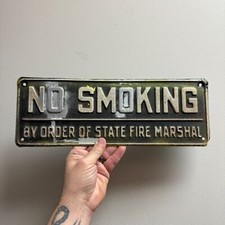 NO SMOKING
BY ORDER OF STATE FIRE MARSHAL